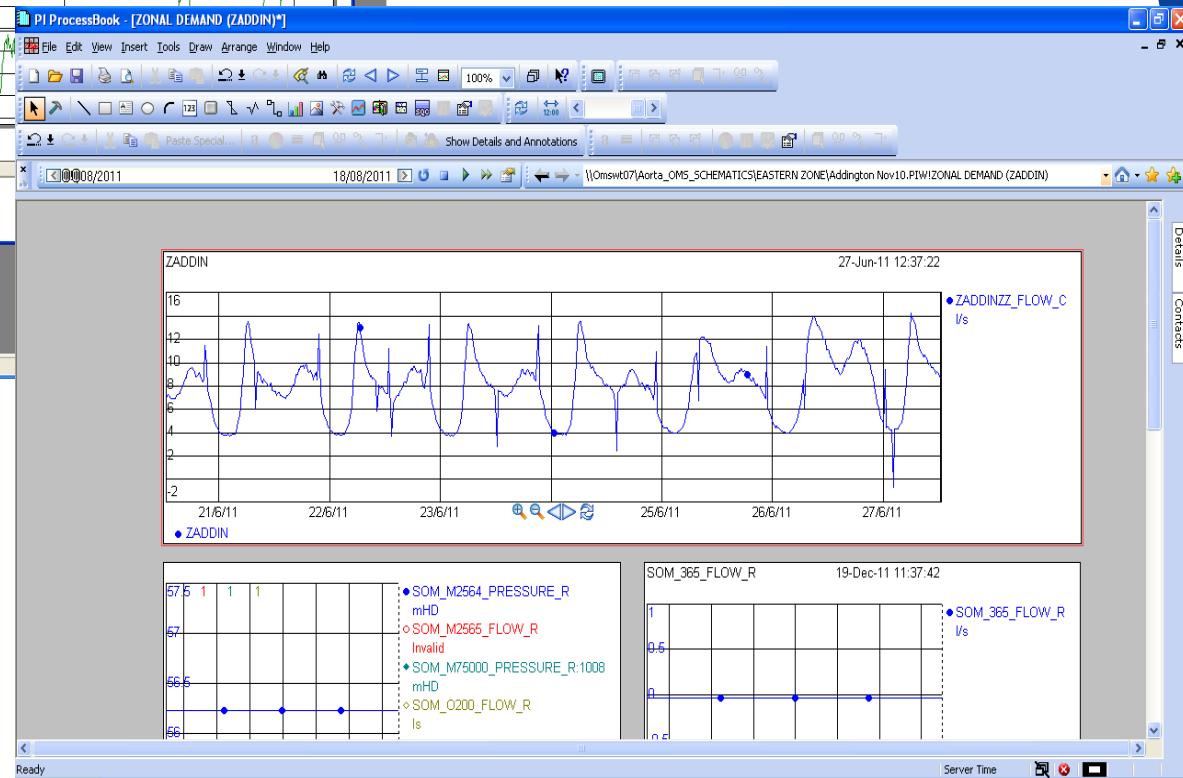 PI ProcessBook - [ZONAL DEMAND (ZADDIN)*]
File Edit View Insert Tools Draw Arrange Window Help
100%
123
12:00
Paste Special...
Show Details and Annotations
08/2011
18/08/2011
\\Omswt07\Aorta_OMS_SCHEMATICS\EASTERN ZONE\Addington Nov10.PIW!ZONAL DEMAND (ZADDIN)
Details
Contacts
ZADDIN
27-Jun-11 12:37:22
16
12
10
8
6
4
2
-2
21/6/11
22/6/11
23/6/11
25/6/11
26/6/11
27/6/11
ZADDINZZ_FLOW_C
l/s
ZADDIN
57.5
1
1
1
57
56.5
56
SOM_M2564_PRESSURE_R
mHD
SOM_M2565_FLOW_R
Invalid
SOM_M75000_PRESSURE_R:1008
mHD
SOM_O200_FLOW_R
ls
SOM_365_FLOW_R
19-Dec-11 11:37:42
1
0.5
0
SOM_365_FLOW_R
l/s
Ready
Server Time